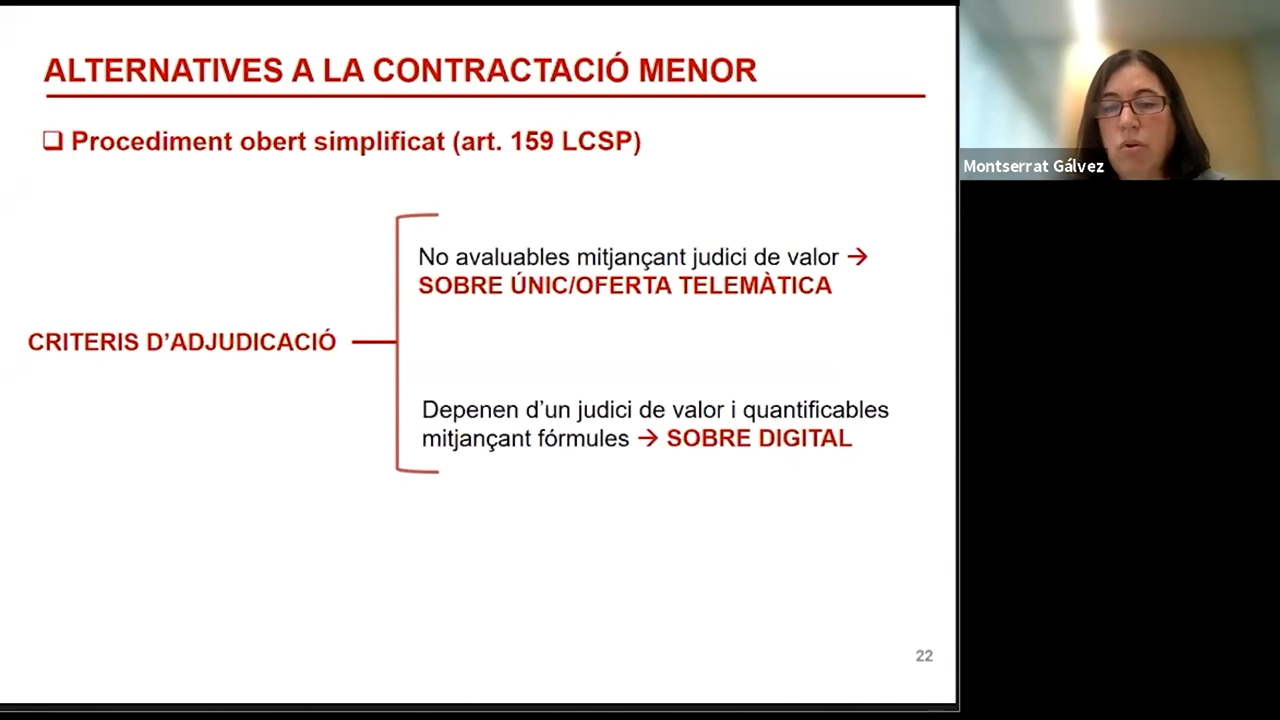 ALTERNATIVES A LA CONTRACTACIÓ MENOR
❑ Procediment obert simplificat (art. 159 LCSP)
CRITERIS D'ADJUDICACIÓ
No avaluables mitjançant judici de valor →
SOBRE ÚNIC/OFERTA TELEMÀTICA
Depenen d'un judici de valor i quantificables
mitjançant fórmules → SOBRE DIGITAL
22
Montserrat Gálvez